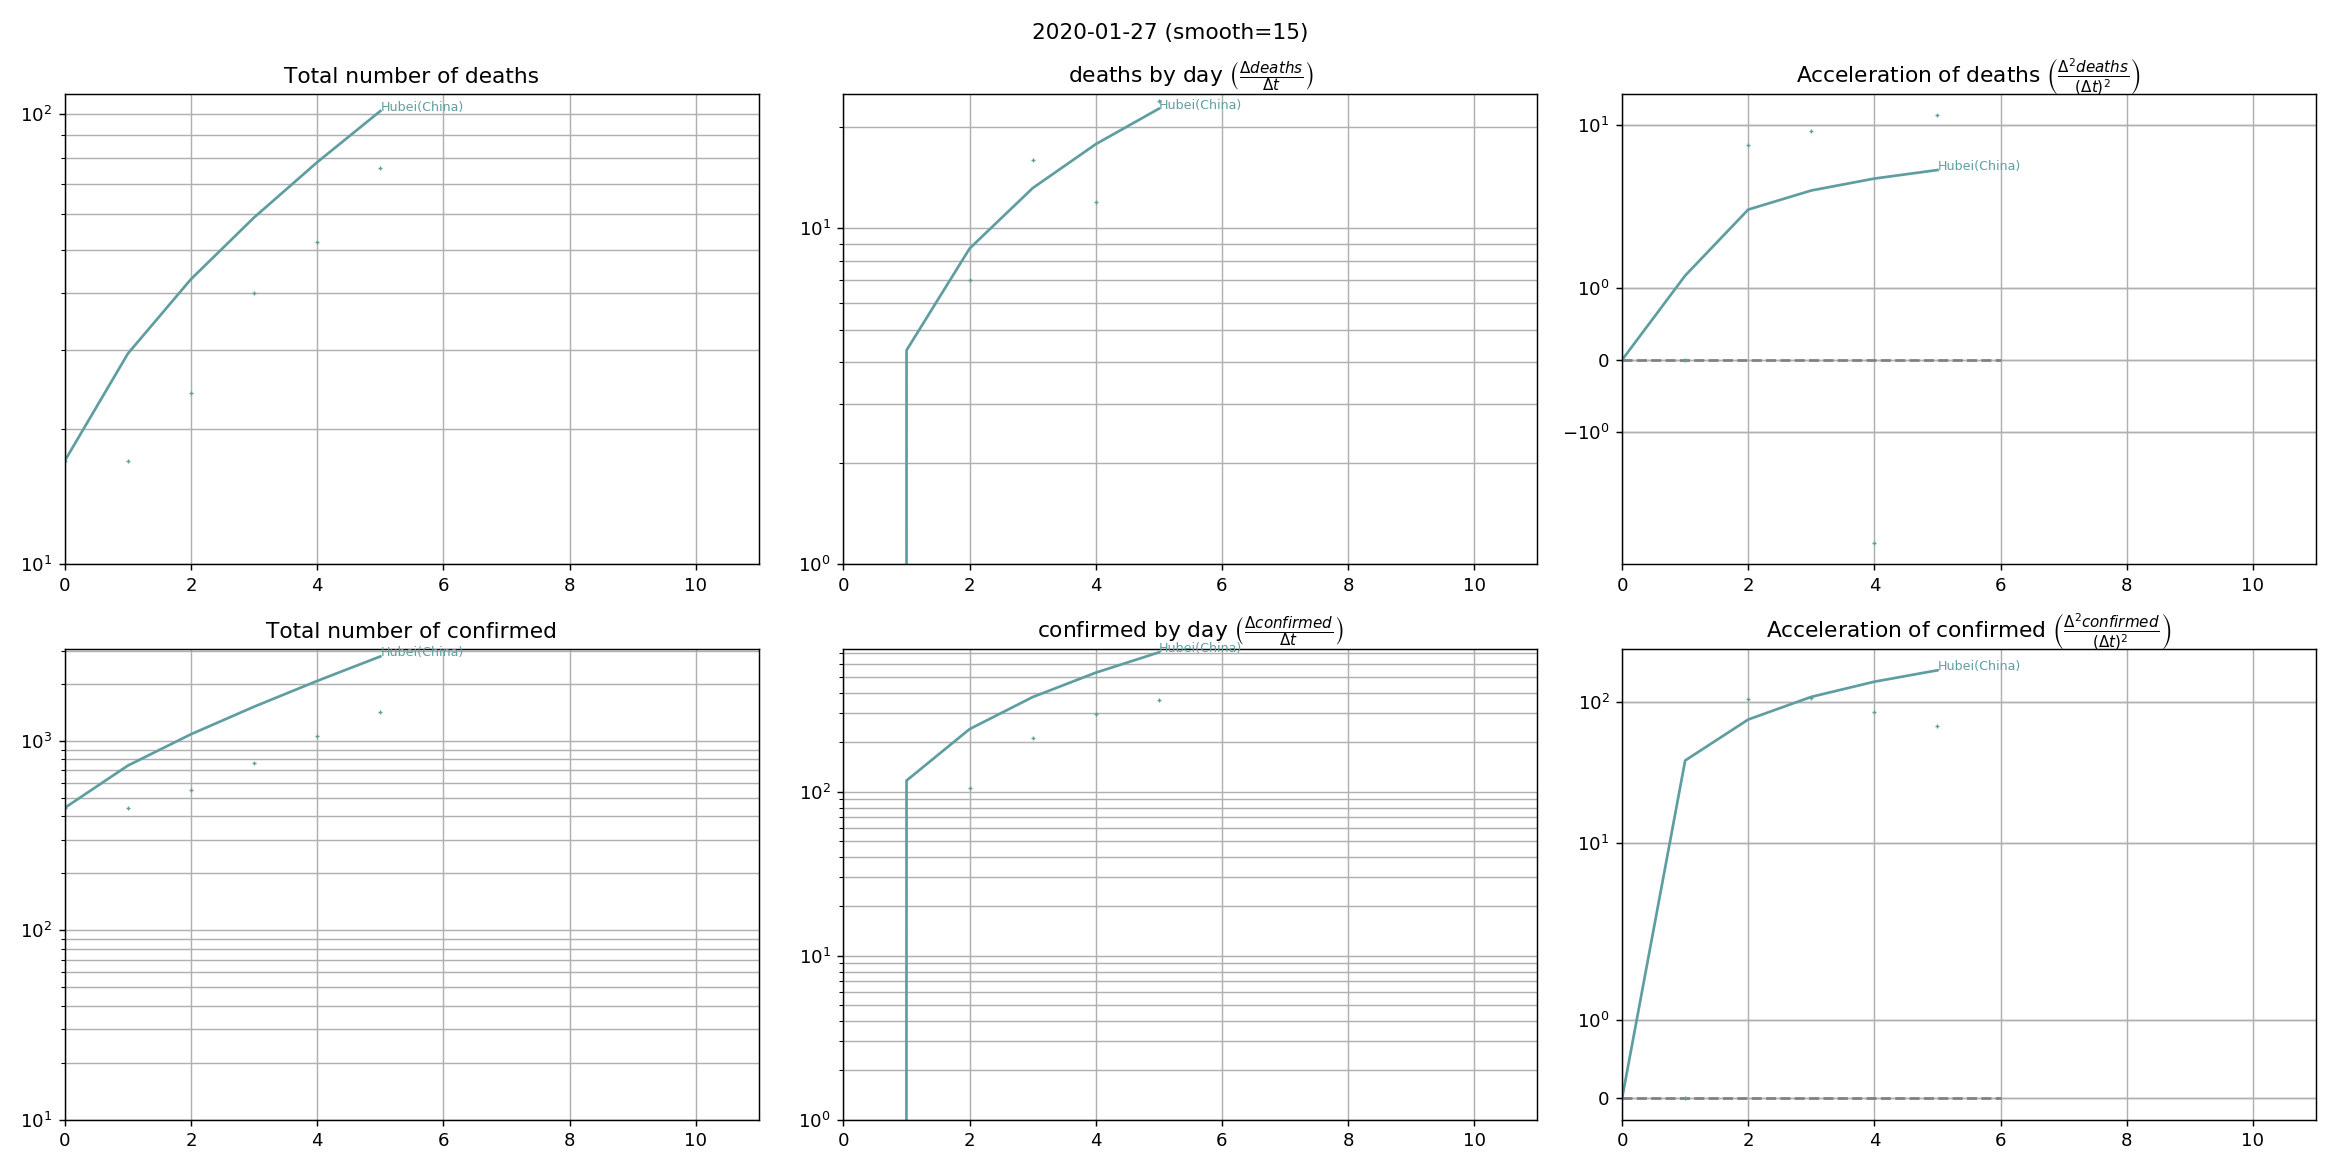 2020-01-27 (smooth=15)
Total number of deaths
10²
10¹
0 2 4 6 8 10
Hubei(China)
deaths by day (Δdeaths/Δt)
10¹
10⁰
0 2 4 6 8 10
Hubei(China)
Acceleration of deaths (Δ²deaths/(Δt)²)
10¹
10⁰
0
−10⁰
0 2 4 6 8 10
Hubei(China)
Total number of confirmed
10³
10²
10¹
0 2 4 6 8 10
Hubei(China)
confirmed by day (Δconfirmed/Δt)
10²
10¹
10⁰
0 2 4 6 8 10
Hubei(China)
Acceleration of confirmed (Δ²confirmed/(Δt)²)
10²
10¹
10⁰
0
0 2 4 6 8 10
Hubei(China)